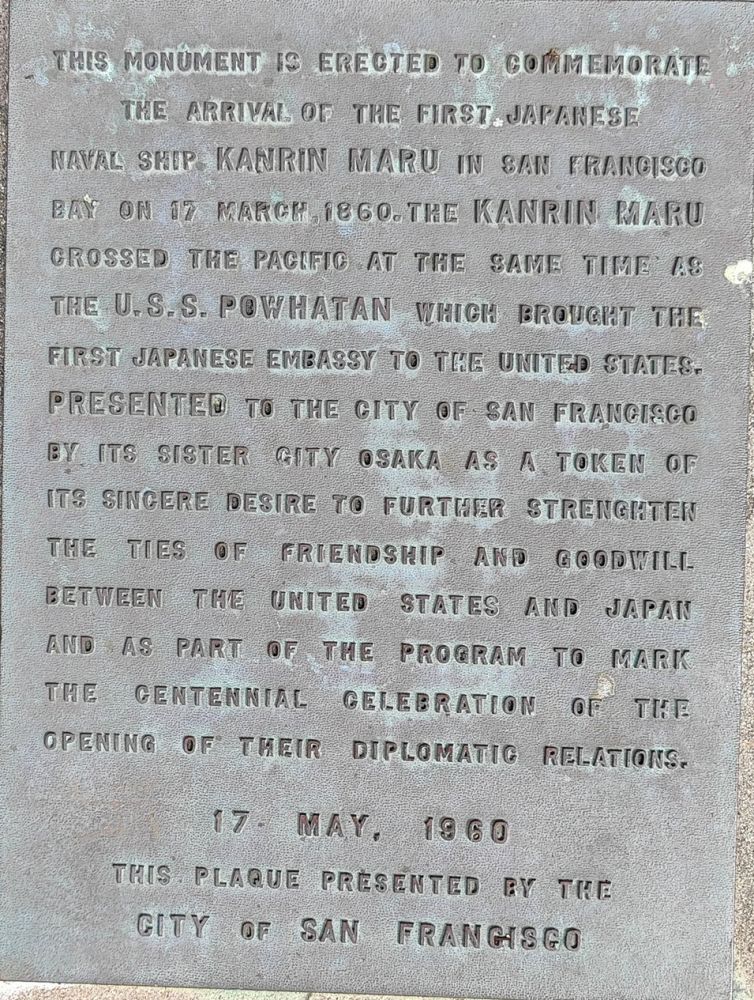 THIS MONUMENT IS ERECTED TO COMMEMORATE
THE ARRIVAL OF THE FIRST JAPANESE
NAVAL SHIP KANRIN MARU IN SAN FRANCISCO
BAY ON 17 MARCH, 1860. THE KANRIN MARU
CROSSED THE PACIFIC AT THE SAME TIME AS
THE U.S.S. POWHATAN WHICH BROUGHT THE
FIRST JAPANESE EMBASSY TO THE UNITED STATES.
PRESENTED TO THE CITY OF SAN FRANCISCO
BY ITS SISTER CITY OSAKA AS A TOKEN OF
ITS SINCERE DESIRE TO FURTHER STRENGHTEN
THE TIES OF FRIENDSHIP AND GOODWILL
BETWEEN THE UNITED STATES AND JAPAN
AND AS PART OF THE PROGRAM TO MARK
THE CENTENNIAL CELEBRATION OF THE
OPENING OF THEIR DIPLOMATIC RELATIONS.
17 MAY, 1960
THIS PLAQUE PRESENTED BY THE
CITY OF SAN FRANCISCO